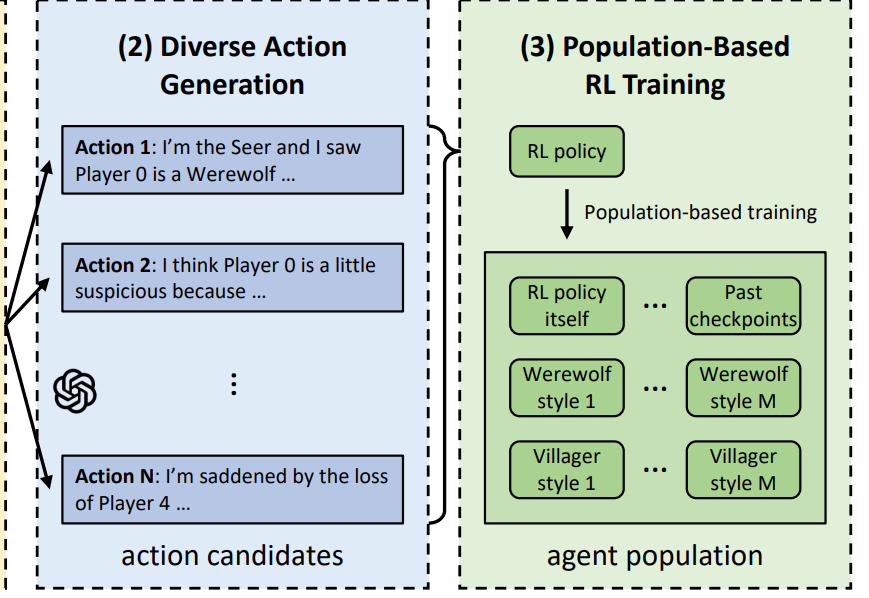 (2) Diverse Action
Generation
Action 1: I’m the Seer and I saw
Player 0 is a Werewolf ...
Action 2: I think Player 0 is a little
suspicious because ...
⋮
Action N: I’m saddened by the loss
of Player 4 ...
action candidates
(3) Population-Based
RL Training
RL policy
Population-based training
RL policy
itself
...
Past
checkpoints
Werewolf
style 1
...
Werewolf
style M
Villager
style 1
...
Villager
style M
agent population